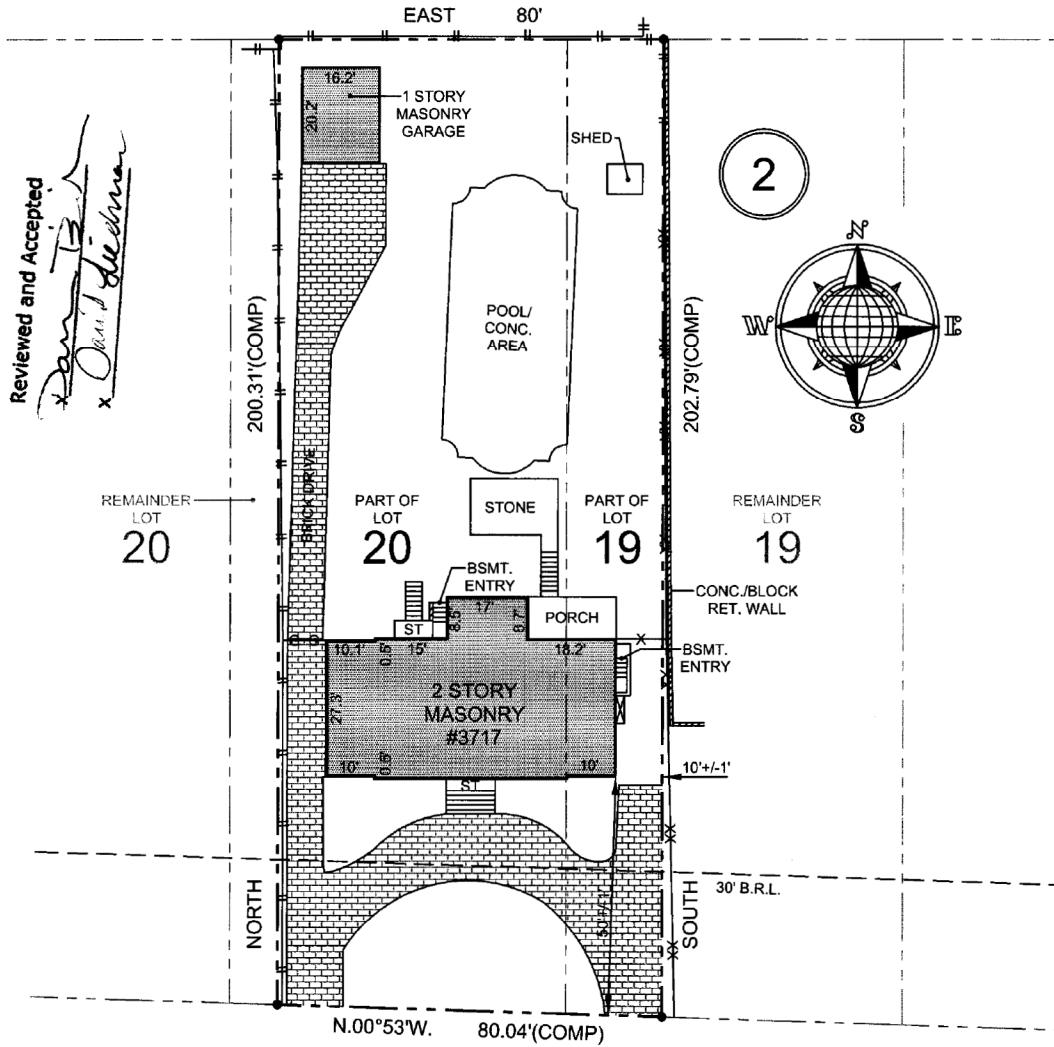 EAST 80'
16.2'
20.2'
1 STORY
MASONRY
GARAGE
SHED
2
N
W
E
S
Reviewed and Accepted
x
x
POOL/
CONC.
AREA
200.31'(COMP)
202.79'(COMP)
BRICK DRIVE
REMAINDER
LOT
20
PART OF
LOT
20
STONE
PART OF
LOT
19
REMAINDER
LOT
19
BSMT.
ENTRY
CONC./BLOCK
RET. WALL
ST
8.5'
17'
8.7'
PORCH
BSMT.
ENTRY
10.1'
0.5'
15'
18.2'
27.3'
2 STORY
MASONRY
#3717
10'
0.5'
10'
ST
10'+/-1'
30' B.R.L.
50'+/-1'
NORTH
SOUTH
N.00°53'W. 80.04'(COMP)